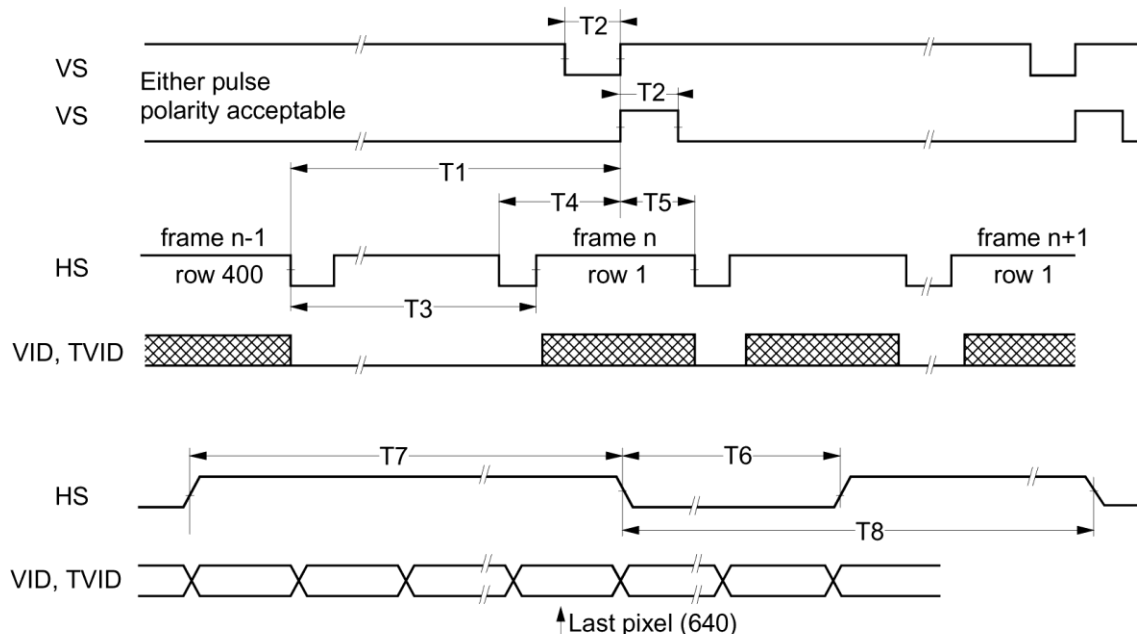 T2
VS
Either pulse
polarity acceptable
VS
T2
T1
T4
T5
frame n-1
frame n
frame n+1
HS
row 400
row 1
row 1
T3
VID, TVID
T7
T6
HS
T8
VID, TVID
Last pixel (640)